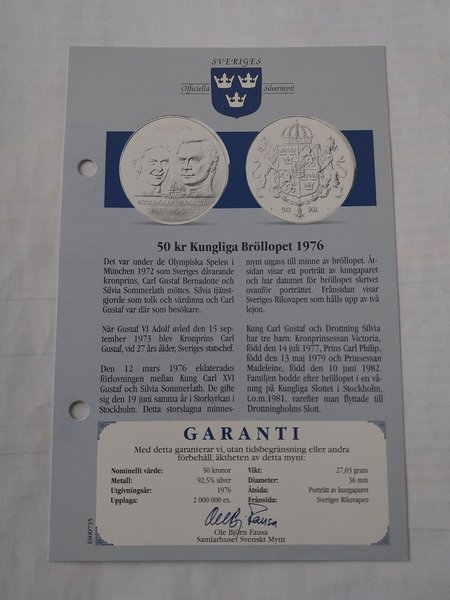 SVERIGES
Officiella Silvermynt
50 KR
50 kr Kungliga Bröllopet 1976
Det var under de Olympiska Spelen i
München 1972 som Sveriges dåvarande
kronprins, Carl Gustaf Bernadotte och
Silvia Sommerlath möttes. Silvia tjänst-
gjorde som tolk och värdinna och Carl
Gustaf var där som besökare.
När Gustaf VI Adolf avled den 15 sep-
tember 1973 blev Kronprins Carl
Gustaf, vid 27 års ålder, Sveriges statschef.
Den 12 mars 1976 eklaterades
förlovningen mellan Kung Carl XVI
Gustaf och Silvia Sommerlath. De gifte
sig den 19 juni samma år i Storkyrkan i
Stockholm. Detta storslagna minnes-
mynt utgavs till minne av bröllopet. Åt-
sidan visar ett porträtt av kungaparet
och har datumet för bröllopet skrivet
ovanför porträttet. Frånsidan visar
Sveriges Riksvapen som hålls upp av två
lejon.
Kung Carl Gustaf och Drottning Silvia
har tre barn: Kronprinsessan Victoria,
född den 14 juli 1977, Prins Carl Philip,
född den 13 maj 1979 och Prinsessan
Madeleine, född den 10 juni 1982.
Familjen bodde efter bröllopet i en vå-
ning på Kungliga Slottet i Stockholm,
t.o.m.1981, varefter man flyttade till
Drottningholms Slott.
GARANTI
Med detta garanterar vi, utan tidsbegränsning eller andra
förbehåll, äktheten av detta mynt:
Nominellt värde: 50 kronor
Metall: 92,5% silver
Utgivningsår: 1976
Upplaga: 2 000 000 ex.
Vikt: 27,03 gram
Diameter: 36 mm
Åtsida: Porträtt av kungaparet
Frånsida: Sveriges Riksvapen
Ole Bjørn Fausa
Ole Bjørn Fausa
Samlarhuset Svenskt Mynt